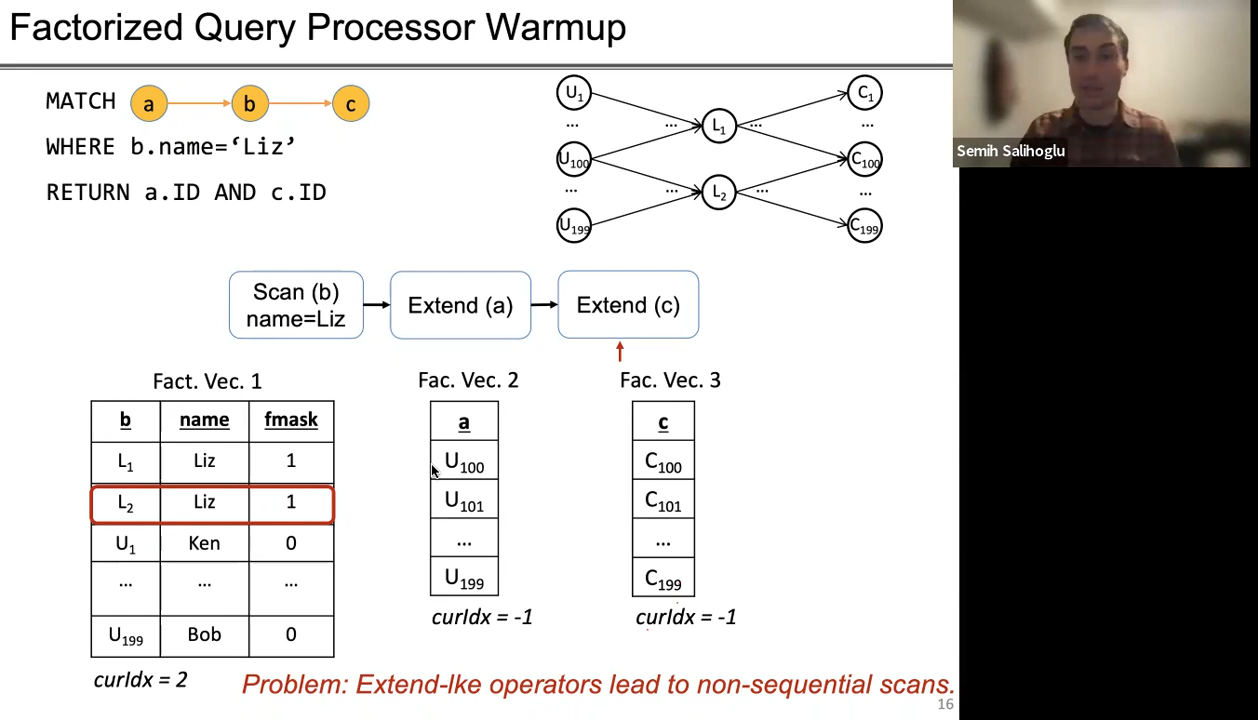 Factorized Query Processor Warmup
MATCH a b c
WHERE b.name=‘Liz’
RETURN a.ID AND c.ID
U1
...
U100
...
U199
... L1 ...
... L2 ...
C1
...
C100
...
C199
Semih Salihoglu
Scan (b)
name=Liz
Extend (a)
Extend (c)
Fact. Vec. 1
b name fmask
L1 Liz 1
L2 Liz 1
U1 Ken 0
... ... ...
U199 Bob 0
curIdx = 2
Fac. Vec. 2
a
U100
U101
...
U199
curIdx = -1
Fac. Vec. 3
c
C100
C101
...
C199
curIdx = -1
Problem: Extend-lke operators lead to non-sequential scans.
16